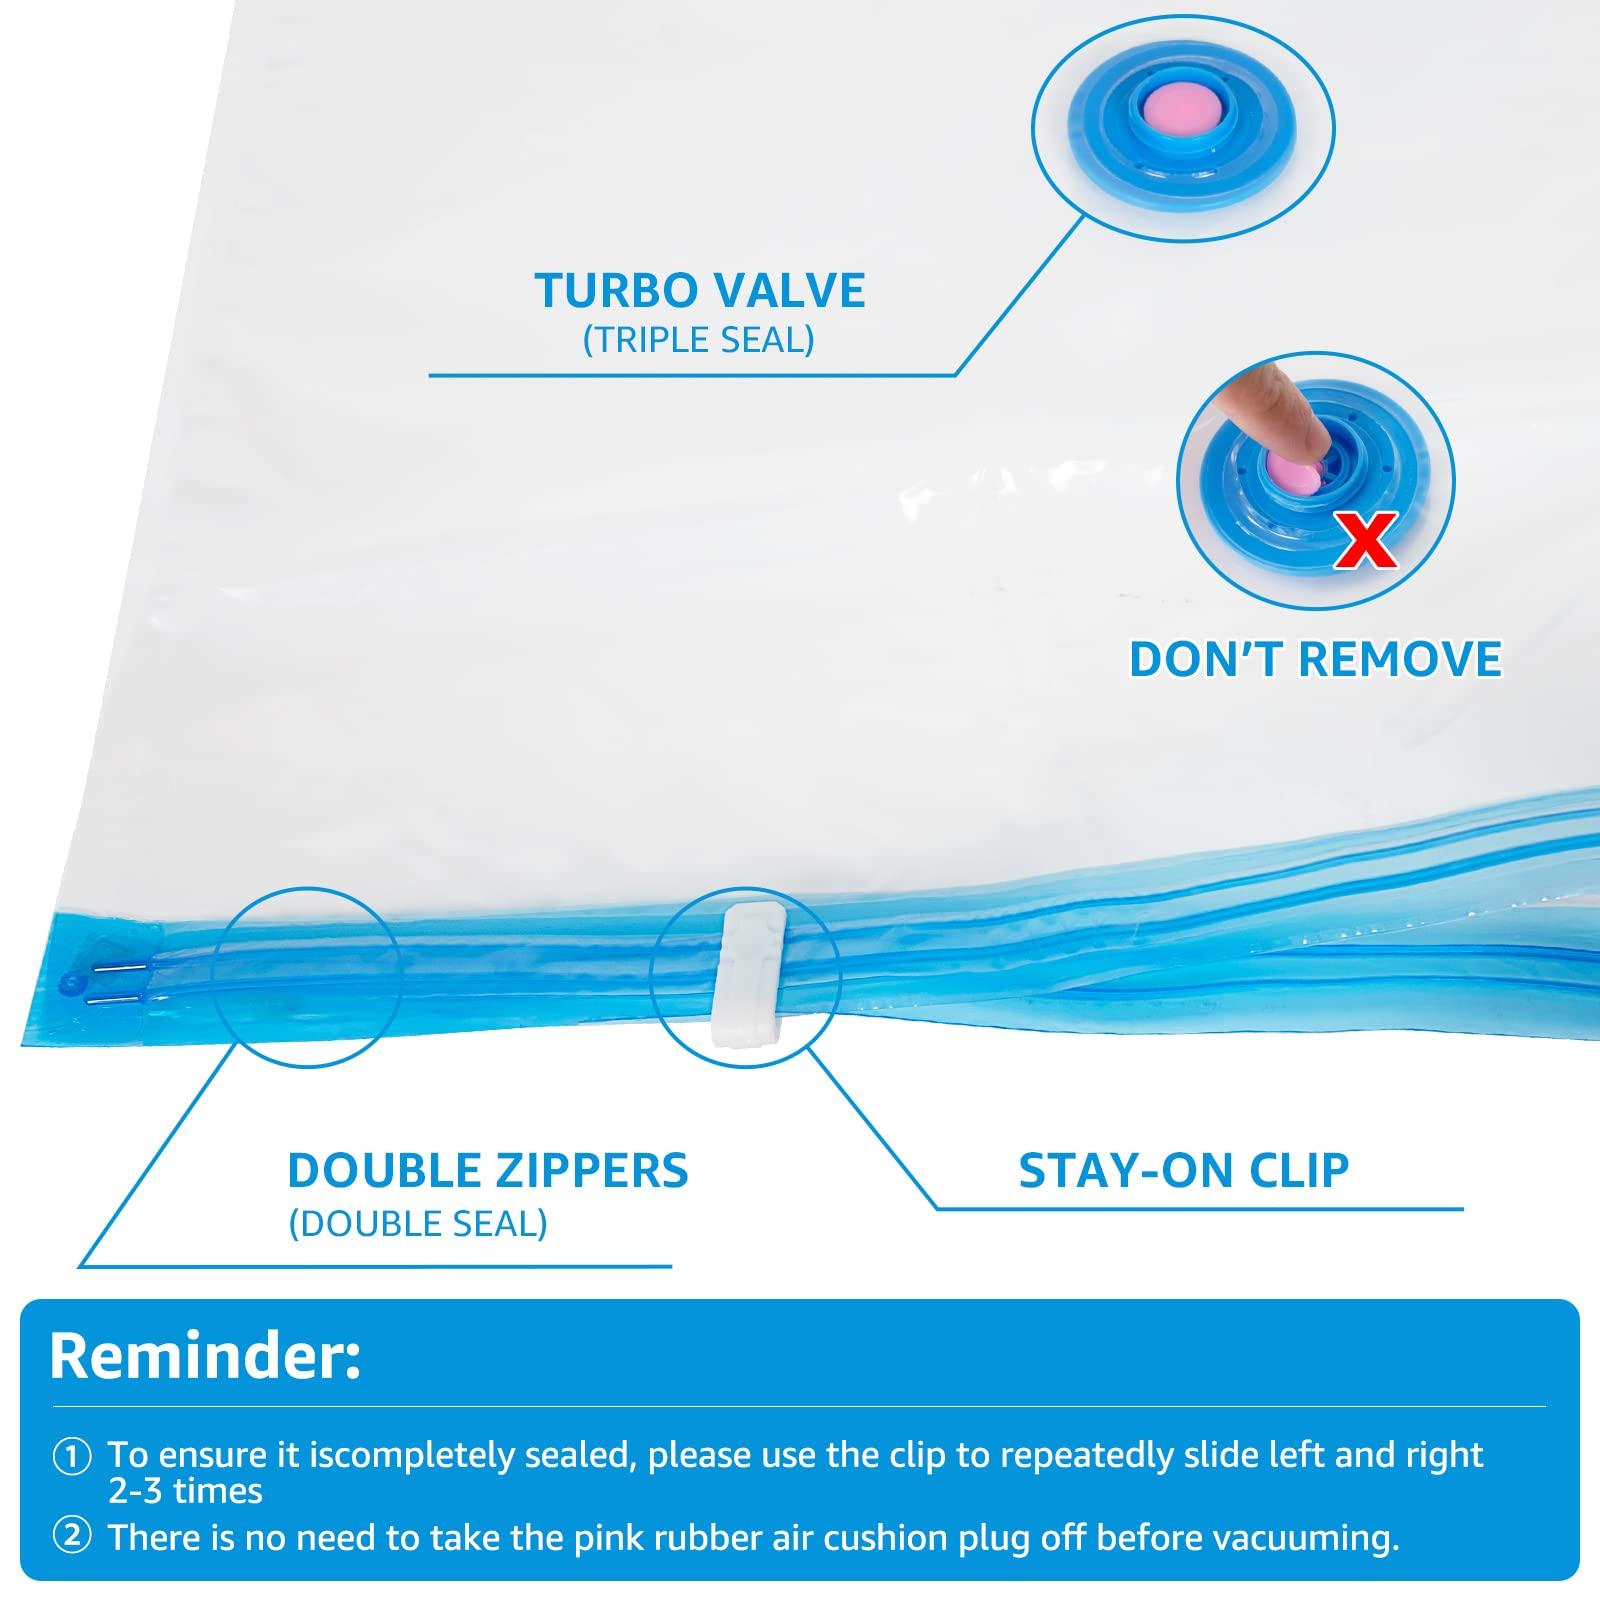 TURBO VALVE
(TRIPLE SEAL)
X
DON'T REMOVE
DOUBLE ZIPPERS
(DOUBLE SEAL)
STAY-ON CLIP
Reminder:
① To ensure it iscompletely sealed, please use the clip to repeatedly slide left and right
2-3 times
② There is no need to take the pink rubber air cushion plug off before vacuuming.